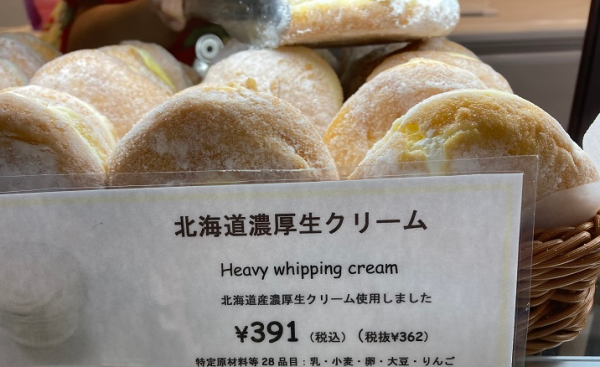 北海道濃厚生クリーム
Heavy whipping cream
北海道産濃厚生クリーム使用しました
¥391（税込）（税抜¥362）
特定原材料等28品目：乳・小麦・卵・大豆・りんご